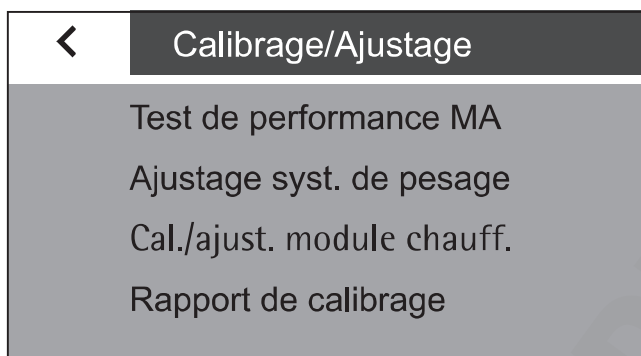 Calibrage/Ajustage
Test de performance MA
Ajustage syst. de pesage
Cal./ajust. module chauff.
Rapport de calibrage